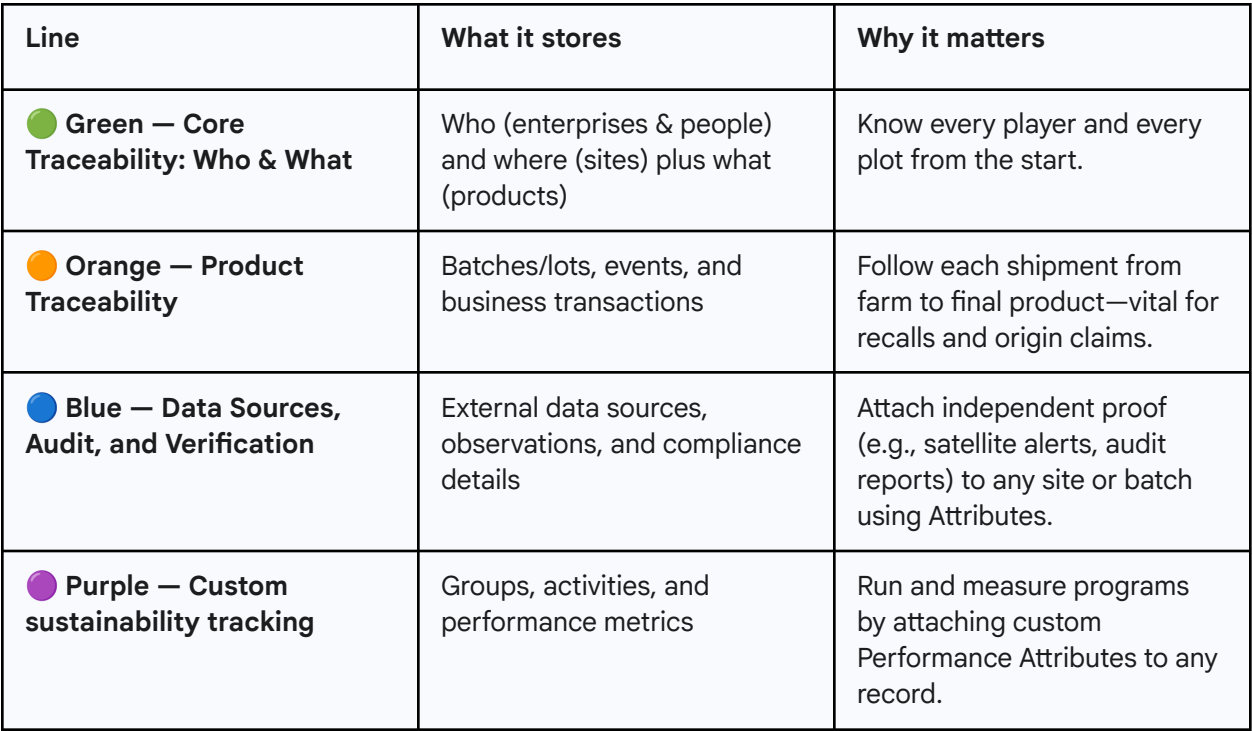 Line
What it stores
Why it matters
🟢 Green — Core
Traceability: Who & What
Who (enterprises & people)
and where (sites) plus what
(products)
Know every player and every
plot from the start.
🟠 Orange — Product
Traceability
Batches/lots, events, and
business transactions
Follow each shipment from
farm to final product—vital for
recalls and origin claims.
🔵 Blue — Data Sources,
Audit, and Verification
External data sources,
observations, and compliance
details
Attach independent proof
(e.g., satellite alerts, audit
reports) to any site or batch
using Attributes.
🟣 Purple — Custom
sustainability tracking
Groups, activities, and
performance metrics
Run and measure programs
by attaching custom
Performance Attributes to any
record.